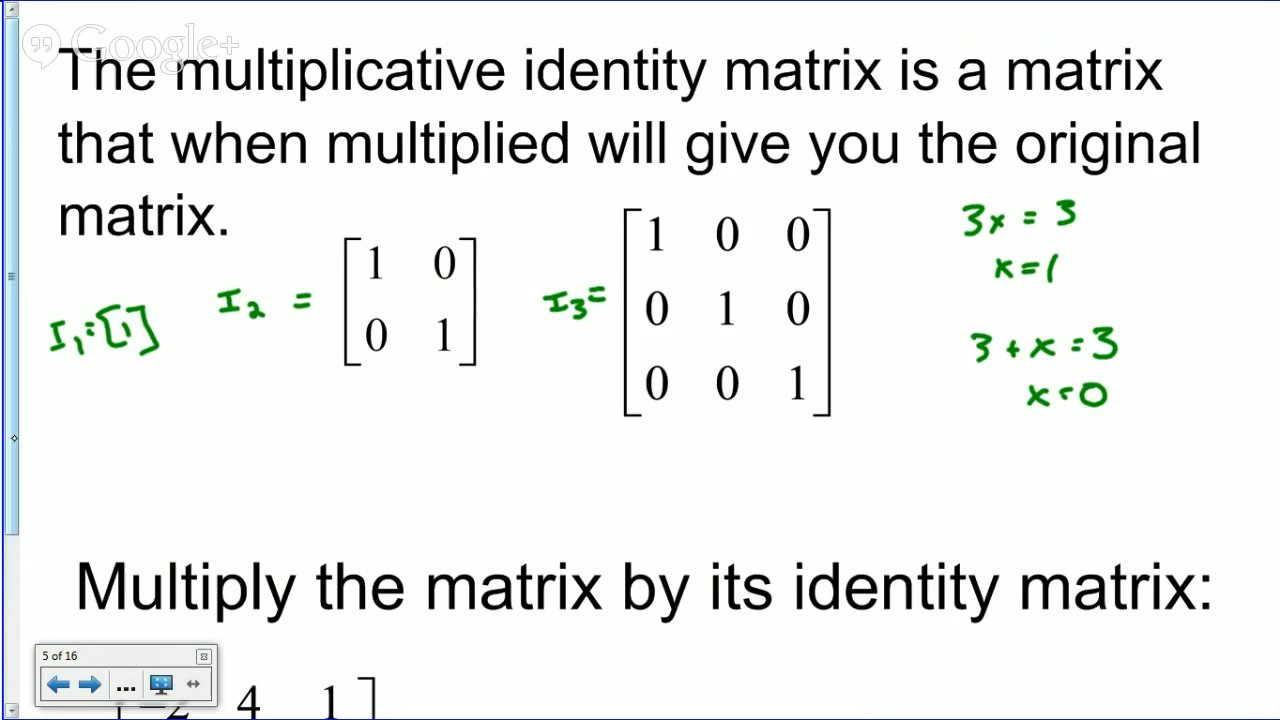 Google+
The multiplicative identity matrix is a matrix
that when multiplied will give you the original
matrix.
I₁=[1]
I₂ =
1 0
0 1
I₃=
1 0 0
0 1 0
0 0 1
3x = 3
x=1
3 + x = 3
x=0
Multiply the matrix by its identity matrix:
5 of 16
...
-2 4 1